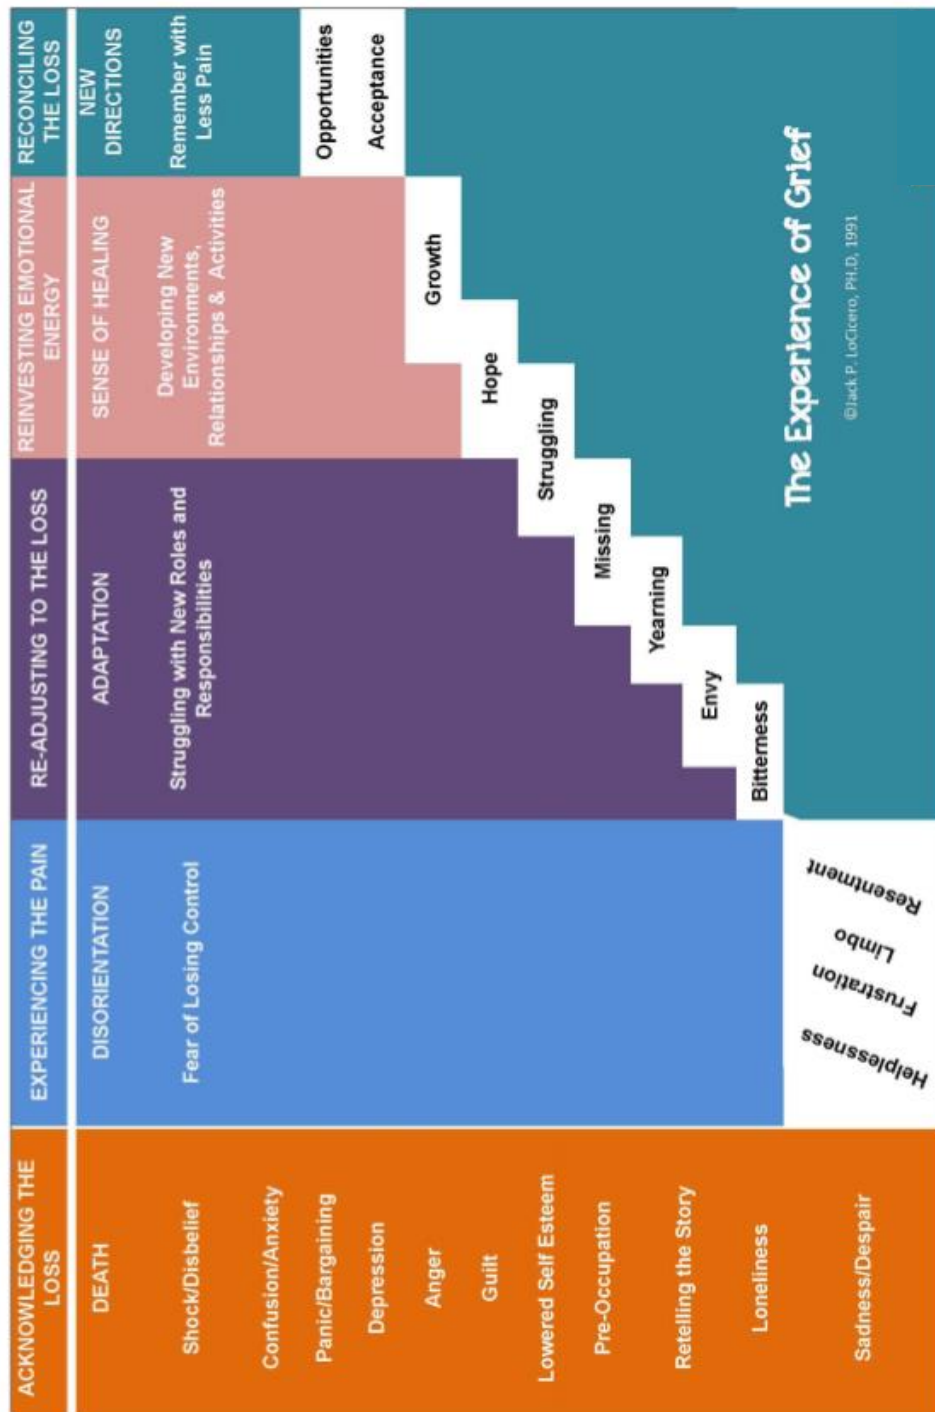 ACKNOWLEDGING THE
LOSS
EXPERIENCING THE PAIN
RE-ADJUSTING TO THE LOSS
REINVESTING EMOTIONAL
ENERGY
RECONCILING
THE LOSS
DEATH
DISORIENTATION
ADAPTATION
SENSE OF HEALING
NEW
DIRECTIONS
Shock/Disbelief
Fear of Losing Control
Struggling with New Roles and
Responsibilities
Developing New
Environments,
Relationships & Activities
Remember with
Less Pain
Confusion/Anxiety
Panic/Bargaining
Depression
Anger
Guilt
Lowered Self Esteem
Pre-Occupation
Retelling the Story
Loneliness
Sadness/Despair
Helplessness
Frustration
Limbo
Resentment
Bitterness
Envy
Yearning
Missing
Struggling
Hope
Growth
Opportunities
Acceptance
The Experience of Grief
©Jack P. LoCicero, PH.D, 1991